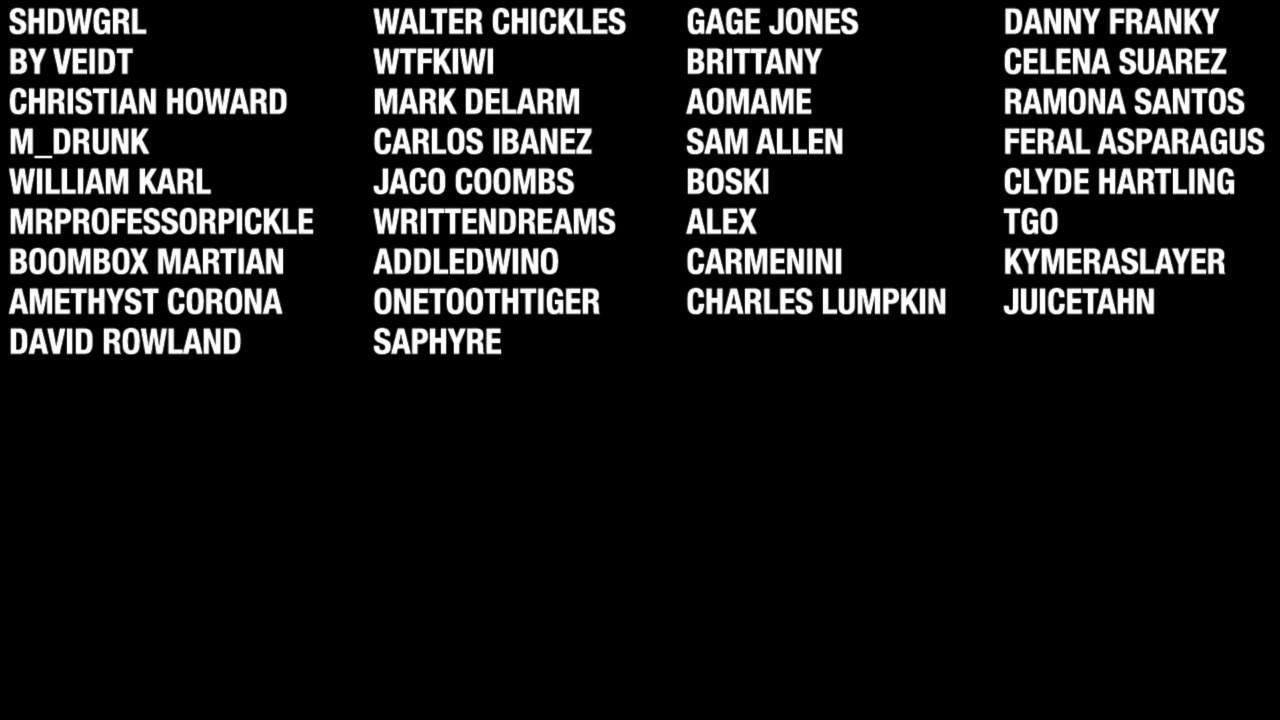 SHDWGRL
BY VEIDT
CHRISTIAN HOWARD
M_DRUNK
WILLIAM KARL
MRPROFESSORPICKLE
BOOMBOX MARTIAN
AMETHYST CORONA
DAVID ROWLAND
WALTER CHICKLES
WTFKIWI
MARK DELARM
CARLOS IBANEZ
JACO COOMBS
WRITTENDREAMS
ADDLEDWINO
ONETOOTHTIGER
SAPHYRE
GAGE JONES
BRITTANY
AOMAME
SAM ALLEN
BOSKI
ALEX
CARMENINI
CHARLES LUMPKIN
DANNY FRANKY
CELENA SUAREZ
RAMONA SANTOS
FERAL ASPARAGUS
CLYDE HARTLING
TGO
KYMERASLAYER
JUICETAHN